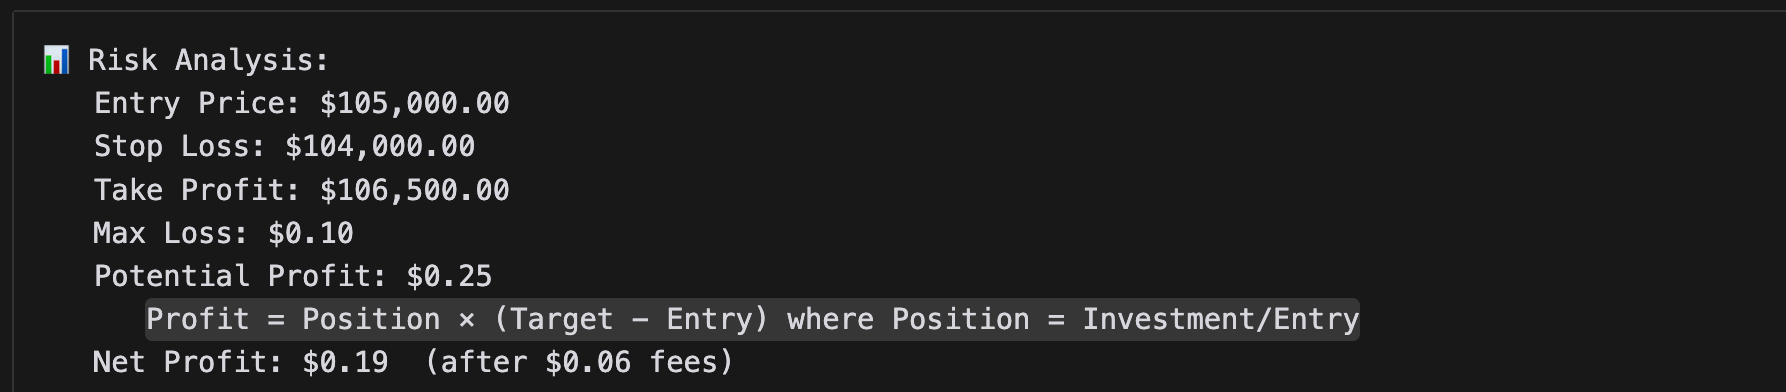 📊 Risk Analysis:
Entry Price: $105,000.00
Stop Loss: $104,000.00
Take Profit: $106,500.00
Max Loss: $0.10
Potential Profit: $0.25
Profit = Position × (Target − Entry) where Position = Investment/Entry
Net Profit: $0.19 (after $0.06 fees)